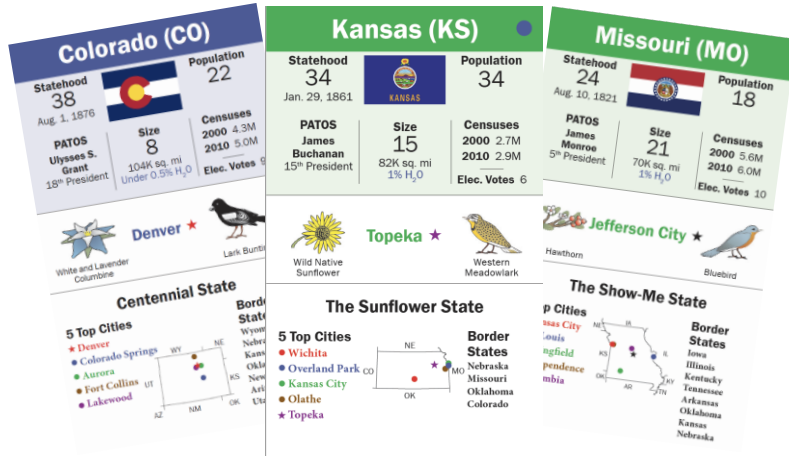 Colorado (CO)
Statehood
38
Aug. 1, 1876
Population
22
PATOS
Ulysses S.
Grant
18th President
Size
8
104K sq. mi
Under 0.5% H2O
Censuses
2000 4.3M
2010 5.0M
Elec. Votes
White and Lavender
Columbine
Denver
Centennial State
5 Top Cities
Denver
Colorado Springs
Aurora
Fort Collins
Lakewood
WY
NE
UT
KS
AZ
NM
OK
Kansas (KS)
Statehood
34
Jan. 29, 1861
KANSAS
Population
34
PATOS
James
Buchanan
15th President
Size
15
82K sq. mi
1% H2O
Censuses
2000 2.7M
2010 2.9M
Elec. Votes 6
Wild Native
Sunflower
Topeka
Western
Meadowlark
The Sunflower State
5 Top Cities
Wichita
Overland Park
Kansas City
Olathe
Topeka
NE
CO
MO
OK
Border
States
Nebraska
Missouri
Oklahoma
Colorado
Missouri (MO)
Statehood
24
Aug. 10, 1821
Population
18
PATOS
James
Monroe
5th President
Size
21
70K sq. mi
1% H2O
Censuses
2000 5.6M
2010 6.0M
Elec. Votes 10
Hawthorn
Jefferson City
Bluebird
The Show-Me State
Cities
NE
IA
KS
IL
KY
OK
AR
TN
Border
States
Iowa
Illinois
Kentucky
Tennessee
Arkansas
Oklahoma
Kansas
Nebraska